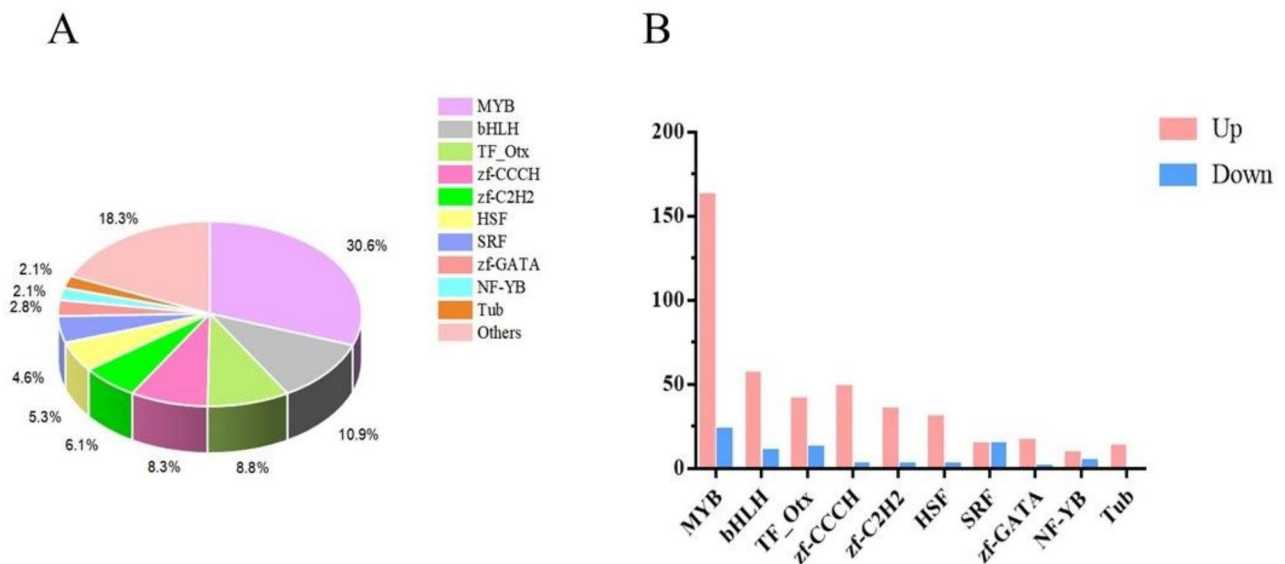 A
MYB
bHLH
TF_Otx
zf-CCCH
zf-C2H2
HSF
SRF
zf-GATA
NF-YB
Tub
Others
18.3%
30.6%
2.1%
2.1%
2.8%
4.6%
5.3%
6.1%
8.3%
8.8%
10.9%
B
Up
Down
200
150
100
50
0
MYB
bHLH
TF_Otx
zf-CCCH
zf-C2H2
HSF
SRF
zf-GATA
NF-YB
Tub